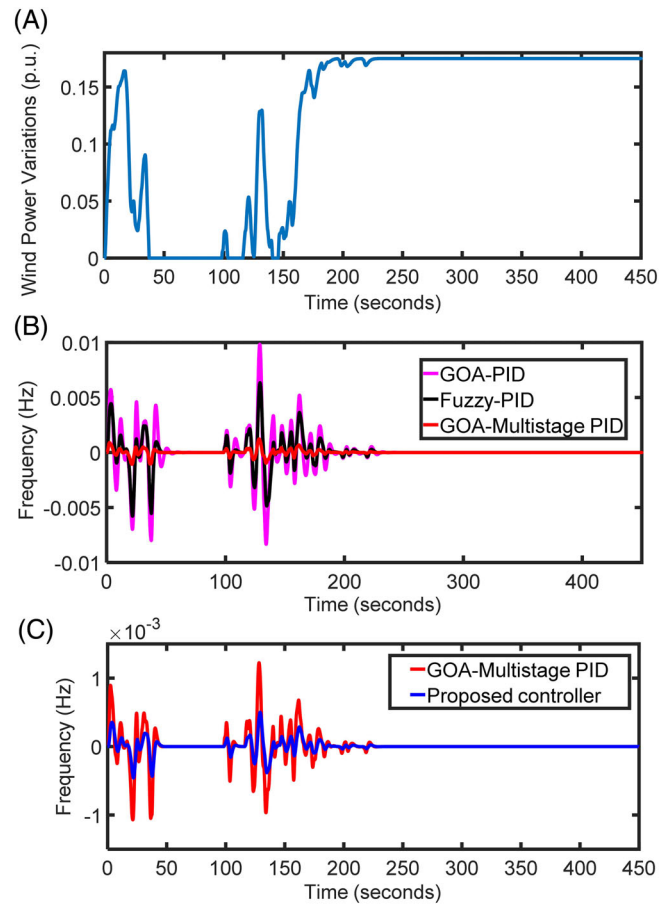 (A)
Wind Power Variations (p.u.)
0.15
0.1
0.05
0
0 50 100 150 200 250 300 350 400 450
Time (seconds)
(B)
Frequency (Hz)
0.01
0.005
0
-0.005
-0.01
GOA-PID
Fuzzy-PID
GOA-Multistage PID
0 100 200 300 400
Time (seconds)
(C)
×10-3
Frequency (Hz)
1
0
-1
GOA-Multistage PID
Proposed controller
0 50 100 150 200 250 300 350 400 450
Time (seconds)